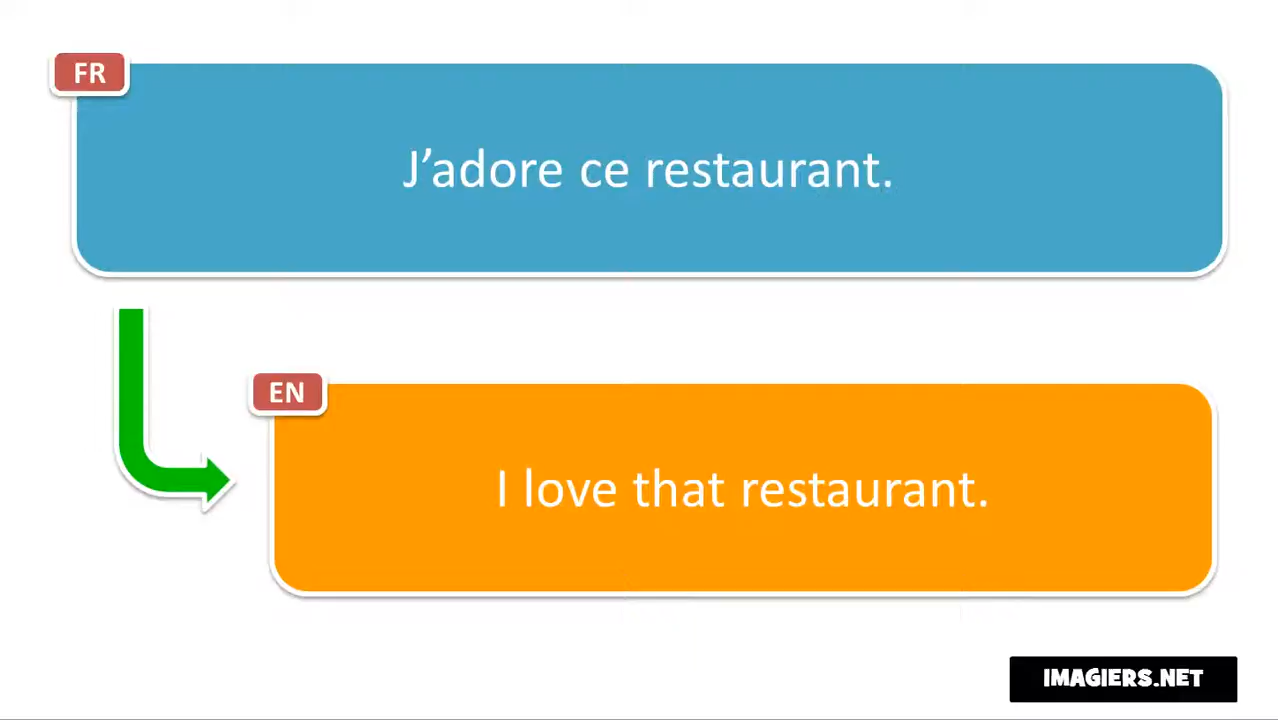 FR
J’adore ce restaurant.
EN
I love that restaurant.
IMAGIERS.NET